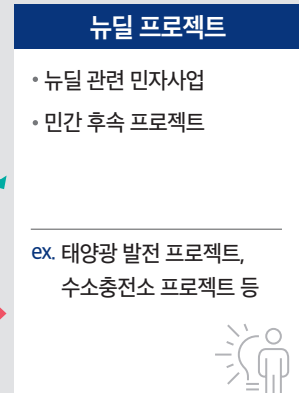 뉴딜 프로젝트
• 뉴딜 관련 민자사업
• 민간 후속 프로젝트
ex. 태양광 발전 프로젝트,
수소충전소 프로젝트 등